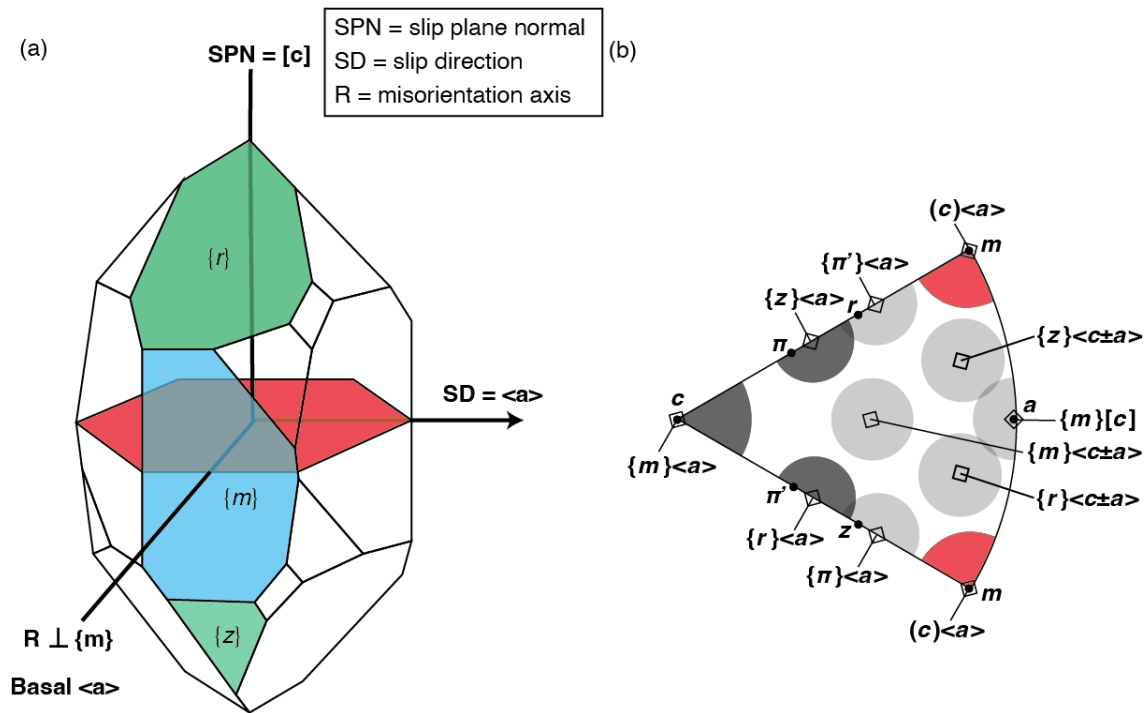 (a)
SPN = [c]
SPN = slip plane normal
SD = slip direction
R = misorientation axis
{r}
SD = <a>
{m}
{z}
R ⊥ {m}
Basal <a>
(b)
(c)<a>
m
{π’}<a>
{z}<a>
r
π
{z}<c±a>
c
a
{m}[c]
{m}<a>
{m}<c±a>
π’
{r}<c±a>
{r}<a>
z
{π}<a>
m
(c)<a>